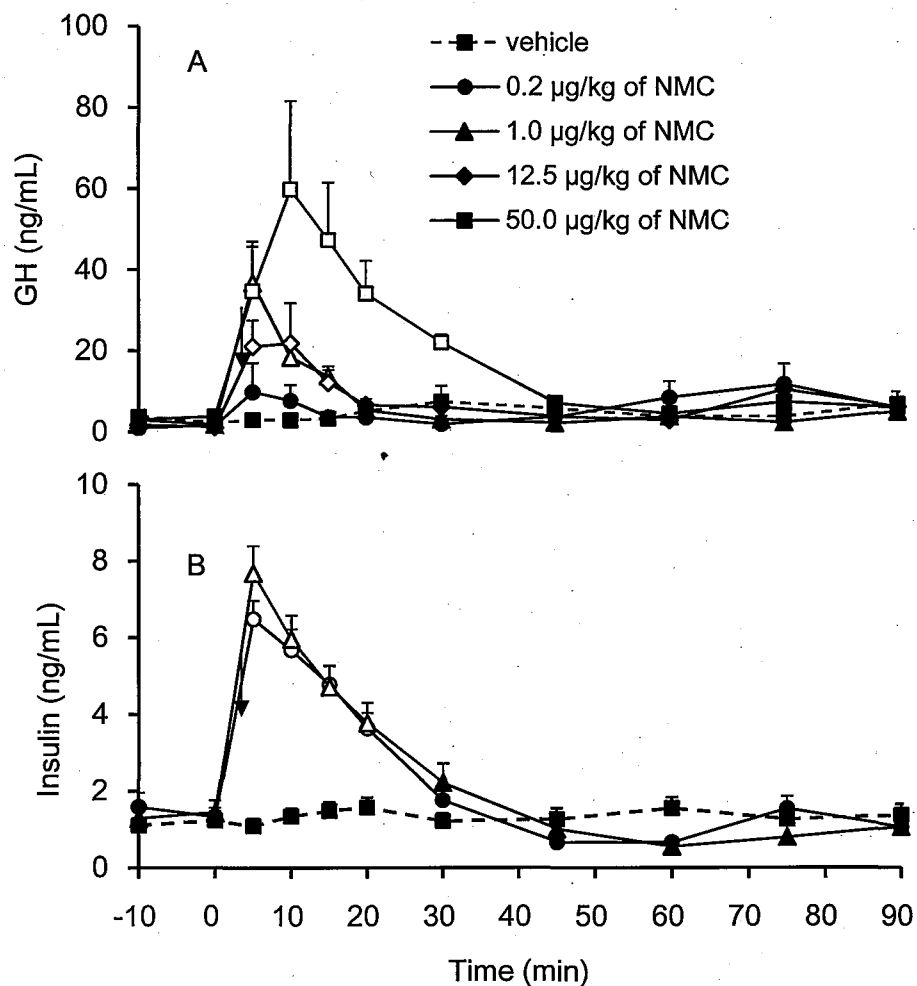 100
80
60
40
20
0
GH (ng/mL)
A
vehicle
0.2 µg/kg of NMC
1.0 µg/kg of NMC
12.5 µg/kg of NMC
50.0 µg/kg of NMC
10
8
6
4
2
0
Insulin (ng/mL)
B
-10 0 10 20 30 40 50 60 70 80 90
Time (min)